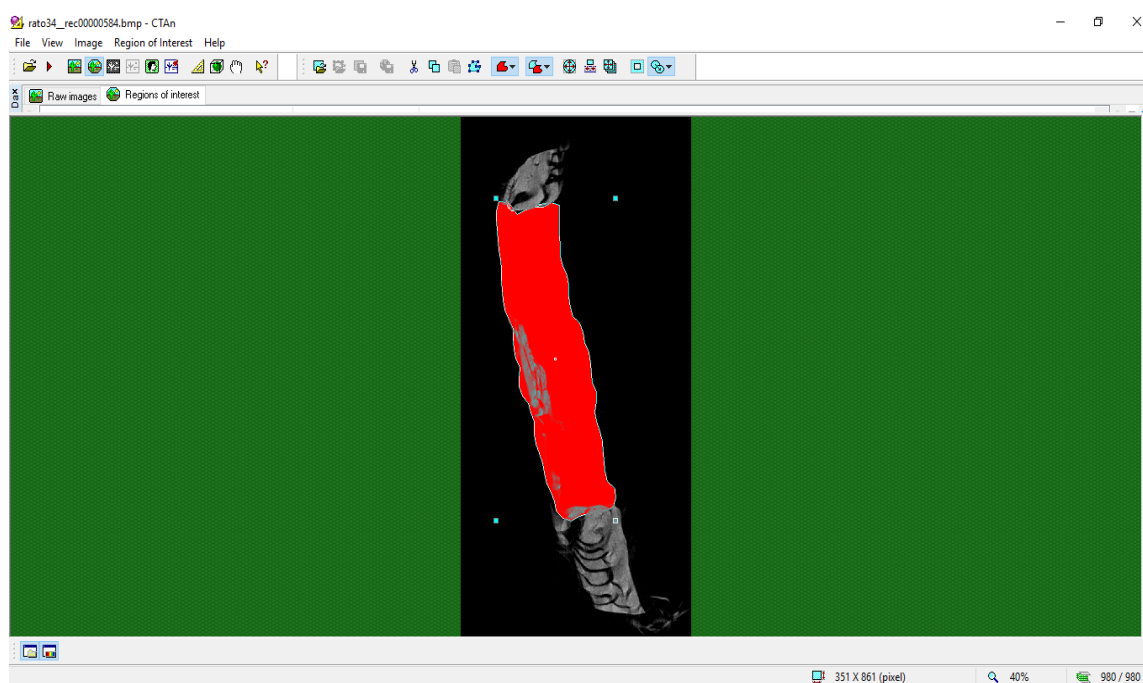 rato34__rec00000584.bmp - CTAn
File View Image Region of Interest Help
Dax
Raw images Regions of interest
351 X 861 (pixel) 40% 980 / 980